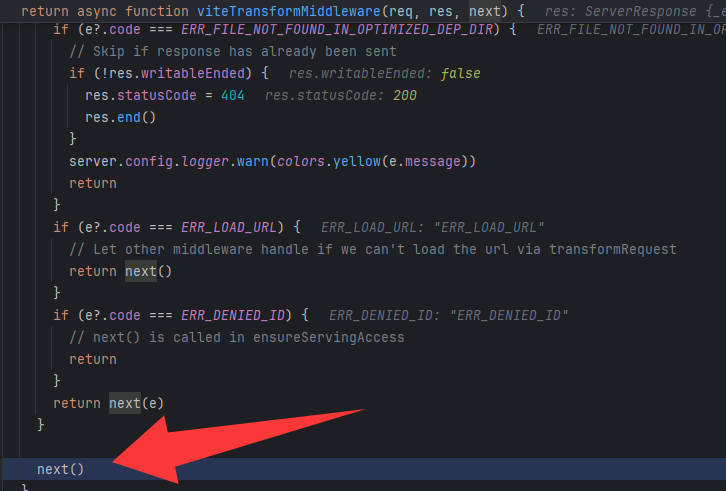 return async function viteTransformMiddleware(req, res, next) {   res: ServerResponse {_e
if (e?.code === ERR_FILE_NOT_FOUND_IN_OPTIMIZED_DEP_DIR) {   ERR_FILE_NOT_FOUND_IN_OP
// Skip if response has already been sent
if (!res.writableEnded) {   res.writableEnded: false
res.statusCode = 404   res.statusCode: 200
res.end()
}
server.config.logger.warn(colors.yellow(e.message))
return
}
if (e?.code === ERR_LOAD_URL) {   ERR_LOAD_URL: "ERR_LOAD_URL"
// Let other middleware handle if we can't load the url via transformRequest
return next()
}
if (e?.code === ERR_DENIED_ID) {   ERR_DENIED_ID: "ERR_DENIED_ID"
// next() is called in ensureServingAccess
return
}
return next(e)
}
next()
}